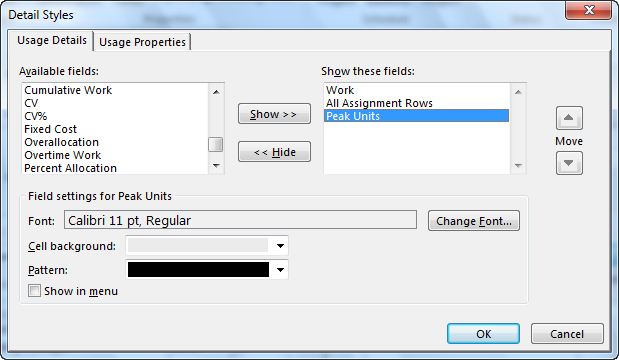 Detail Styles
Usage Details
Usage Properties
Available fields:
Cumulative Work
CV
CV%
Fixed Cost
Overallocation
Overtime Work
Percent Allocation
Show >>
<< Hide
Show these fields:
Work
All Assignment Rows
Peak Units
Move
Field settings for Peak Units
Font:
Calibri 11 pt, Regular
Change Font...
Cell background:
Pattern:
Show in menu
OK
Cancel